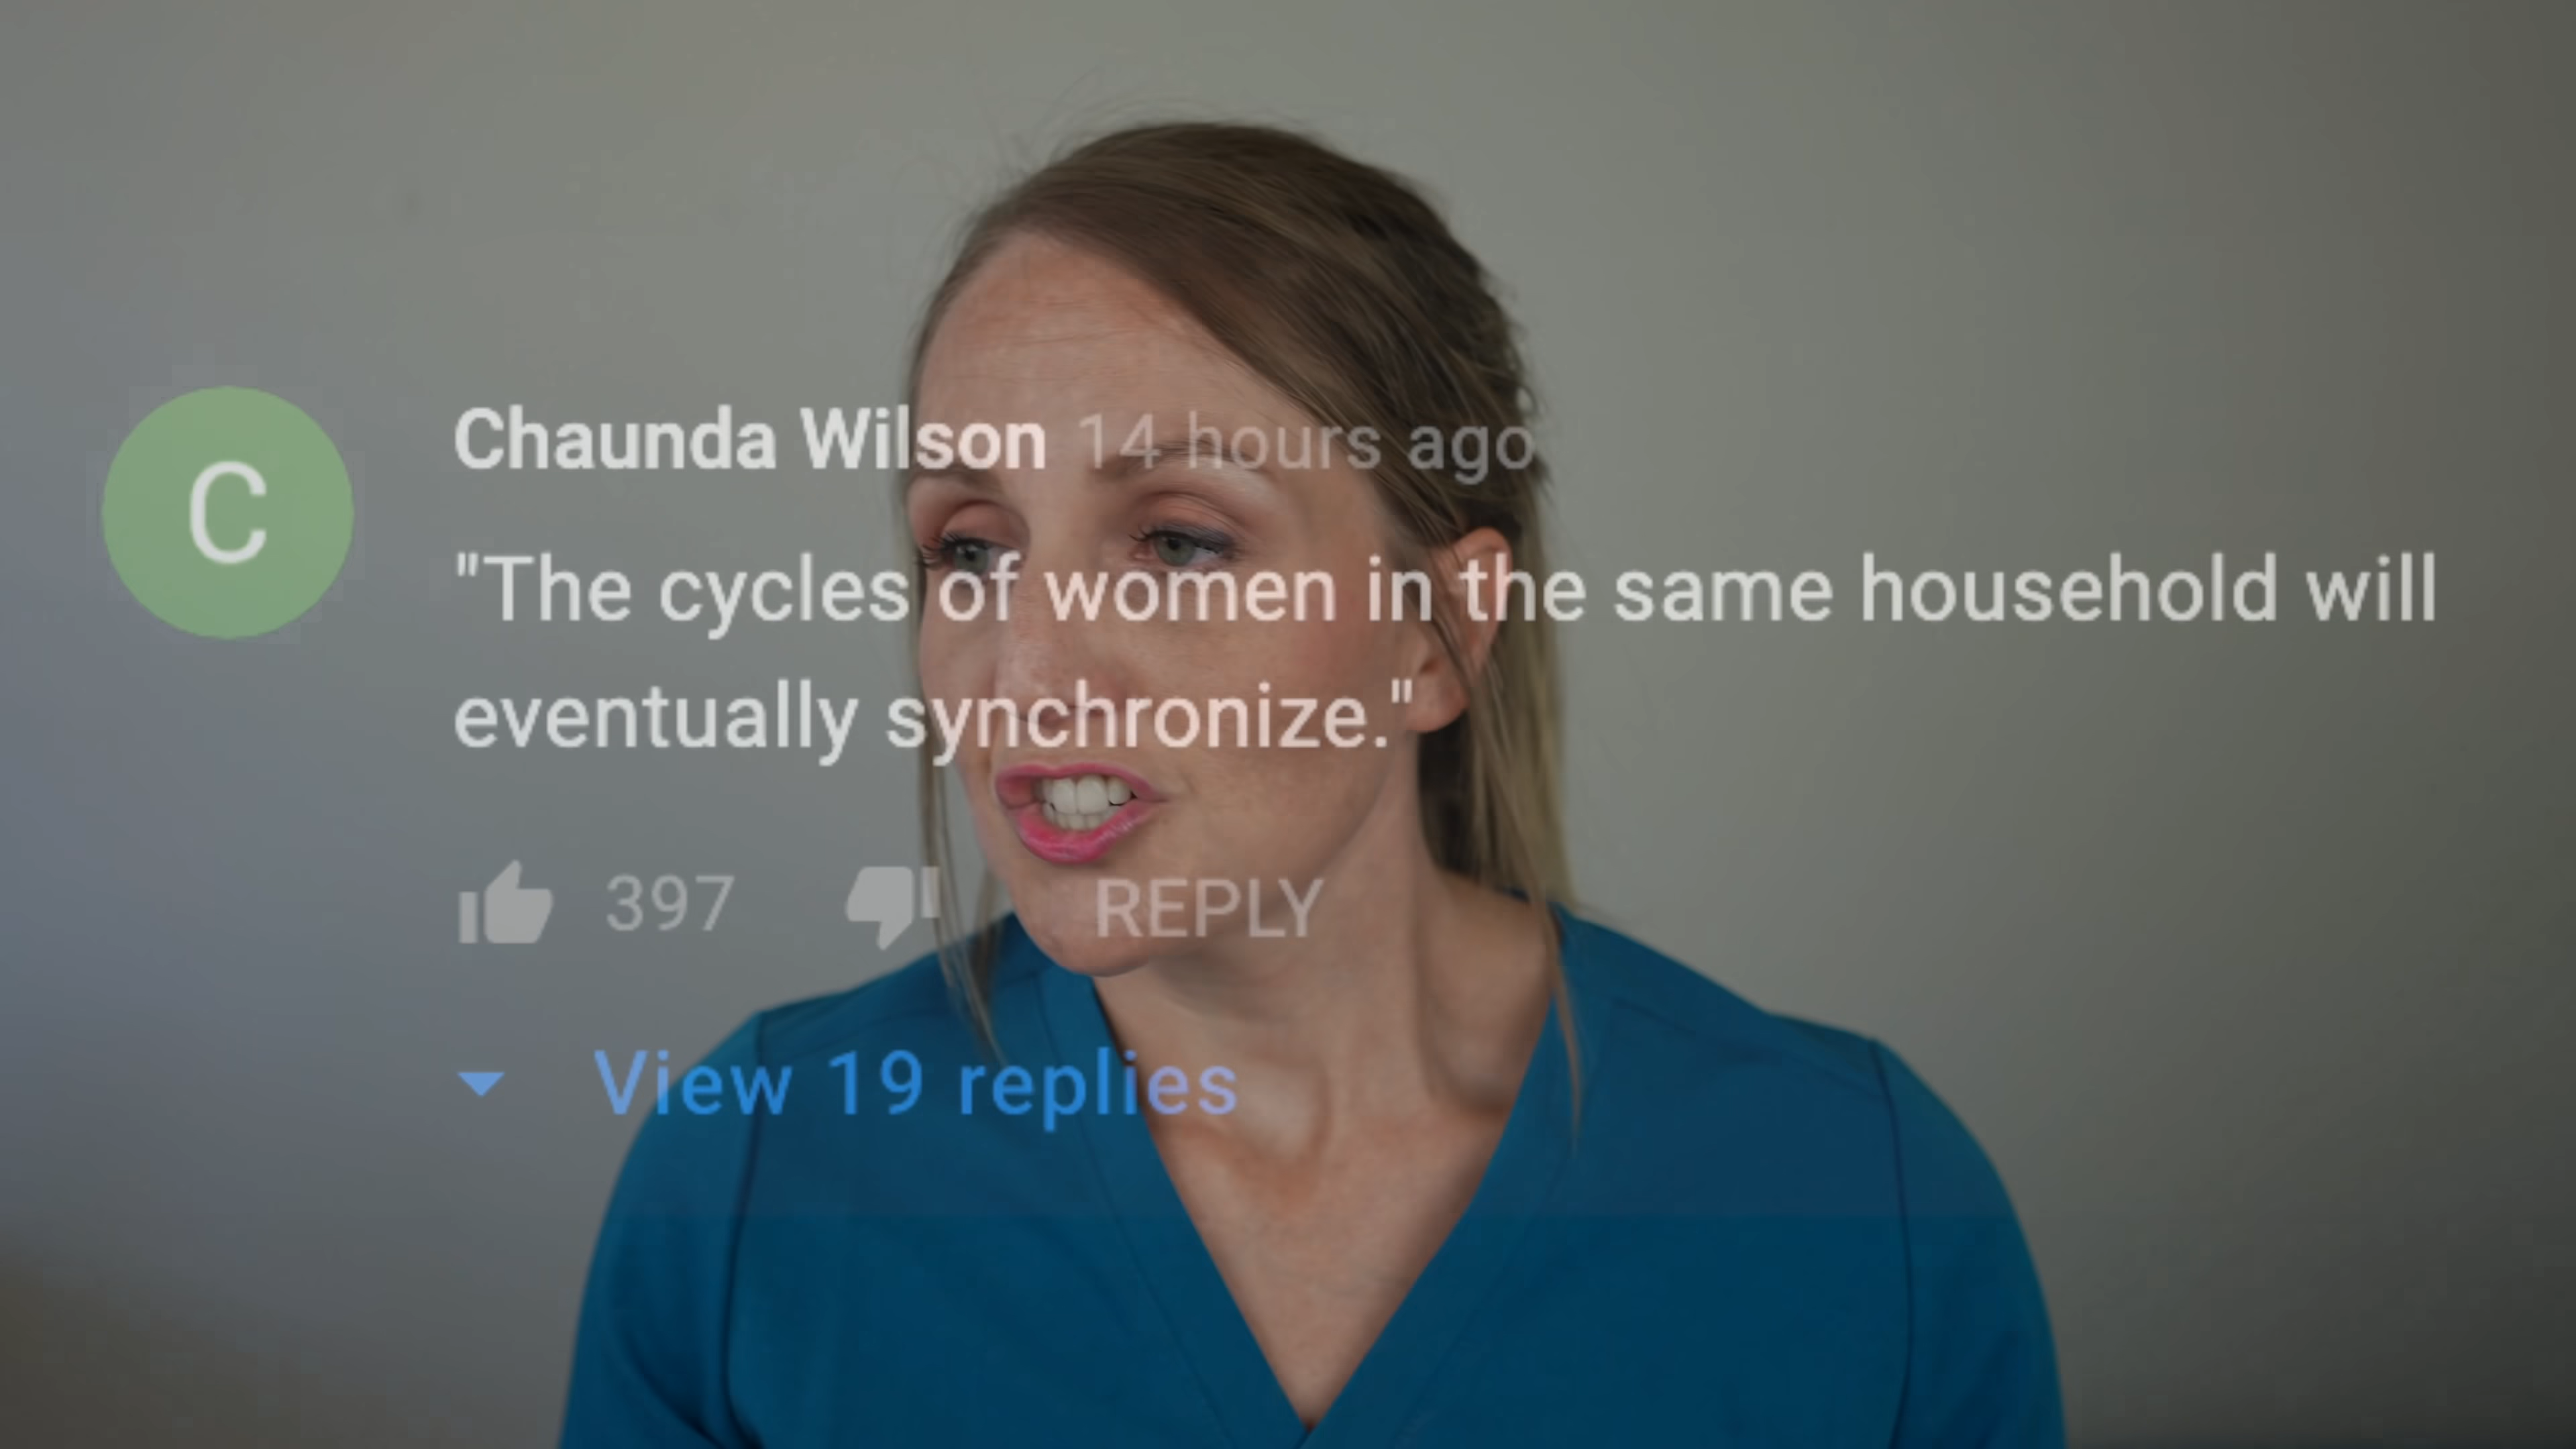 C
Chaunda Wilson 14 hours ago
"The cycles of women in the same household will
eventually synchronize."
397 REPLY
View 19 replies